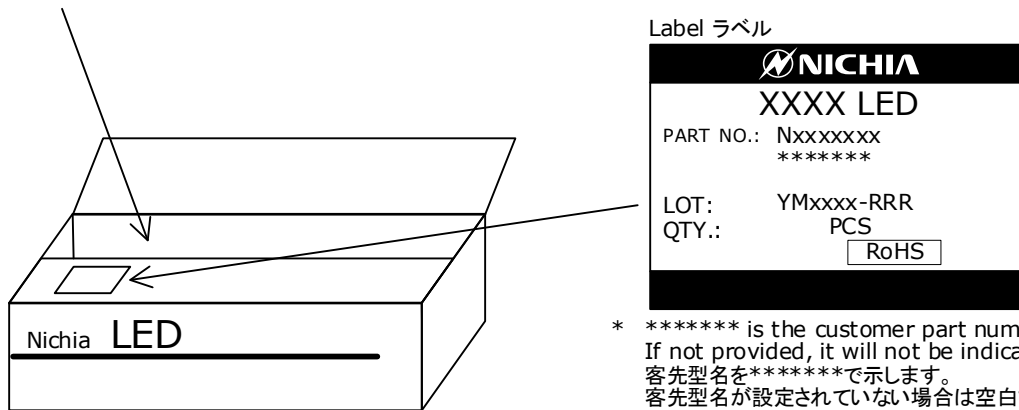 Label ラベル
NICHIA
XXXX LED
PART NO.: Nxxxxxxx
*******
LOT: YMxxxx-RRR
QTY.: PCS
RoHS
Nichia LED
* ******* is the customer part
If not provided, it will not be
客先型名を*******で示します。
客先型名が設定されていない場合は空白